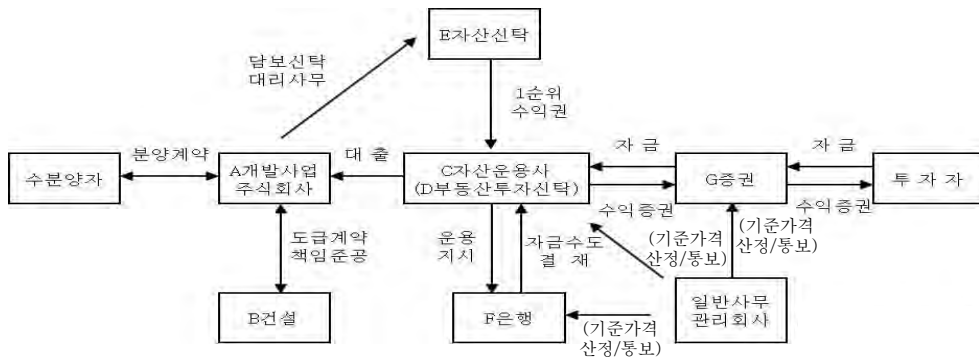 E자산신탁
담보신탁
대리사무
1순위
수익권
분양계약
대 출
자 금
자 금
수분양자
A개발사업
주식회사
C자산운용사
(D부동산투자신탁)
G증권
투 자 자
수익증권
수익증권
도급계약
책임준공
운용
지시
자금수도
결 재
(기준가격
산정/통보)
(기준가격
산정/통보)
B건설
F은행
일반사무
관리회사
(기준가격
산정/통보)